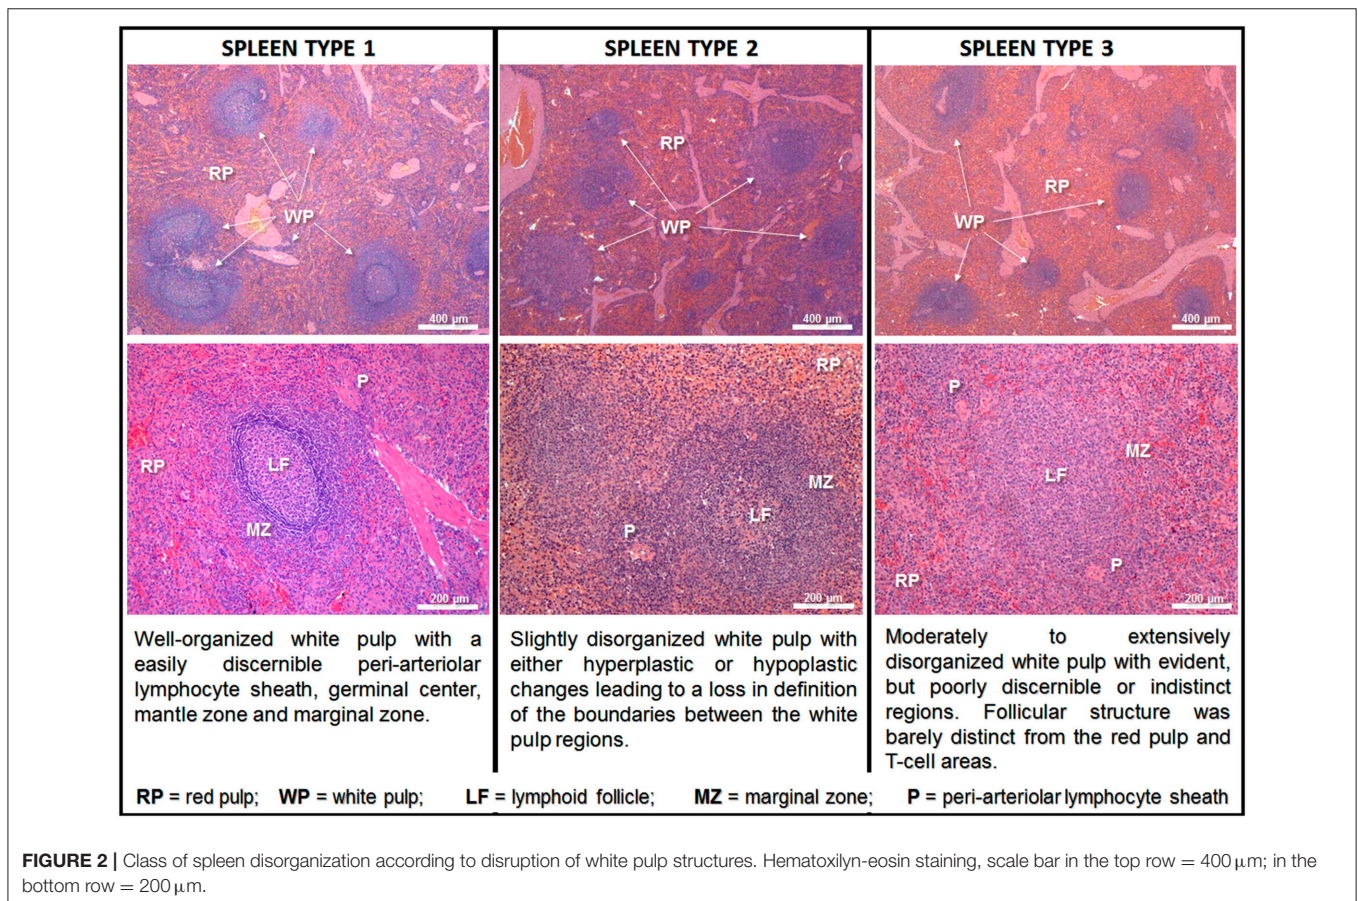 SPLEEN TYPE 1
SPLEEN TYPE 2
SPLEEN TYPE 3
RP
WP
400 µm
RP
WP
400 µm
RP
WP
400 µm
P
LF
RP
MZ
200 µm
RP
MZ
LF
P
200 µm
P
MZ
LF
P
RP
200 µm
Well-organized white pulp with a
easily discernible peri-arteriolar
lymphocyte sheath, germinal center,
mantle zone and marginal zone.
Slightly disorganized white pulp with
either hyperplastic or hypoplastic
changes leading to a loss in definition
of the boundaries between the white
pulp regions.
Moderately to extensively
disorganized white pulp with evident,
but poorly discernible or indistinct
regions. Follicular structure was
barely distinct from the red pulp and
T-cell areas.
RP = red pulp; WP = white pulp; LF = lymphoid follicle; MZ = marginal zone; P = peri-arteriolar lymphocyte sheath
FIGURE 2 | Class of spleen disorganization according to disruption of white pulp structures. Hematoxilyn-eosin staining, scale bar in the top row = 400 µm; in the
bottom row = 200 µm.